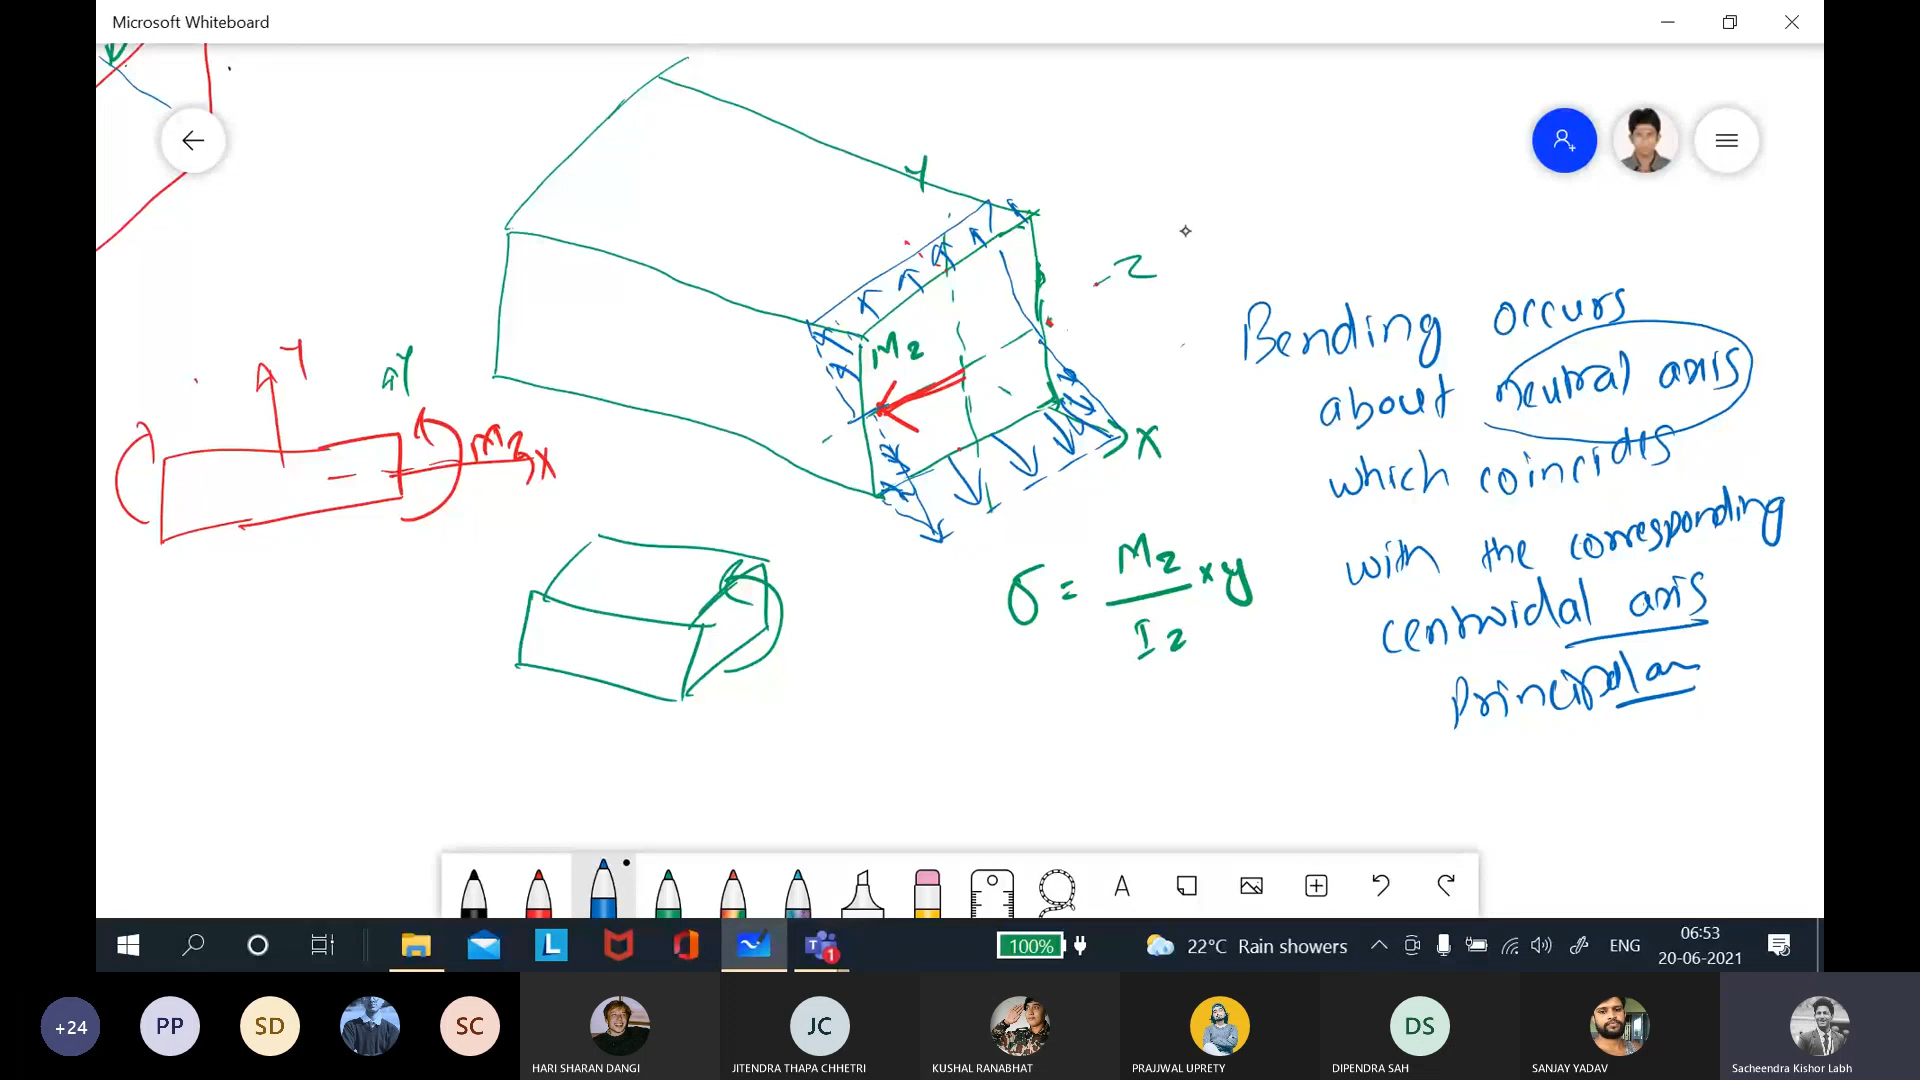 Microsoft Whiteboard
Y
-z
Bending occurs
about neutral axis
which coincides
with the corresponding
centroidal axis
Principal an
Mz
X
Y
Y
Mz
X
σ = Mz/Iz × y
A
100%
22°C Rain showers
ENG
06:53
20-06-2021
L
1
+24
PP
SD
SC
JC
DS
HARI SHARAN DANGI
JITENDRA THAPA CHHETRI
KUSHAL RANABHAT
PRAJJWAL UPRETY
DIPENDRA SAH
SANJAY YADAV
Sacheendra Kishor Labh